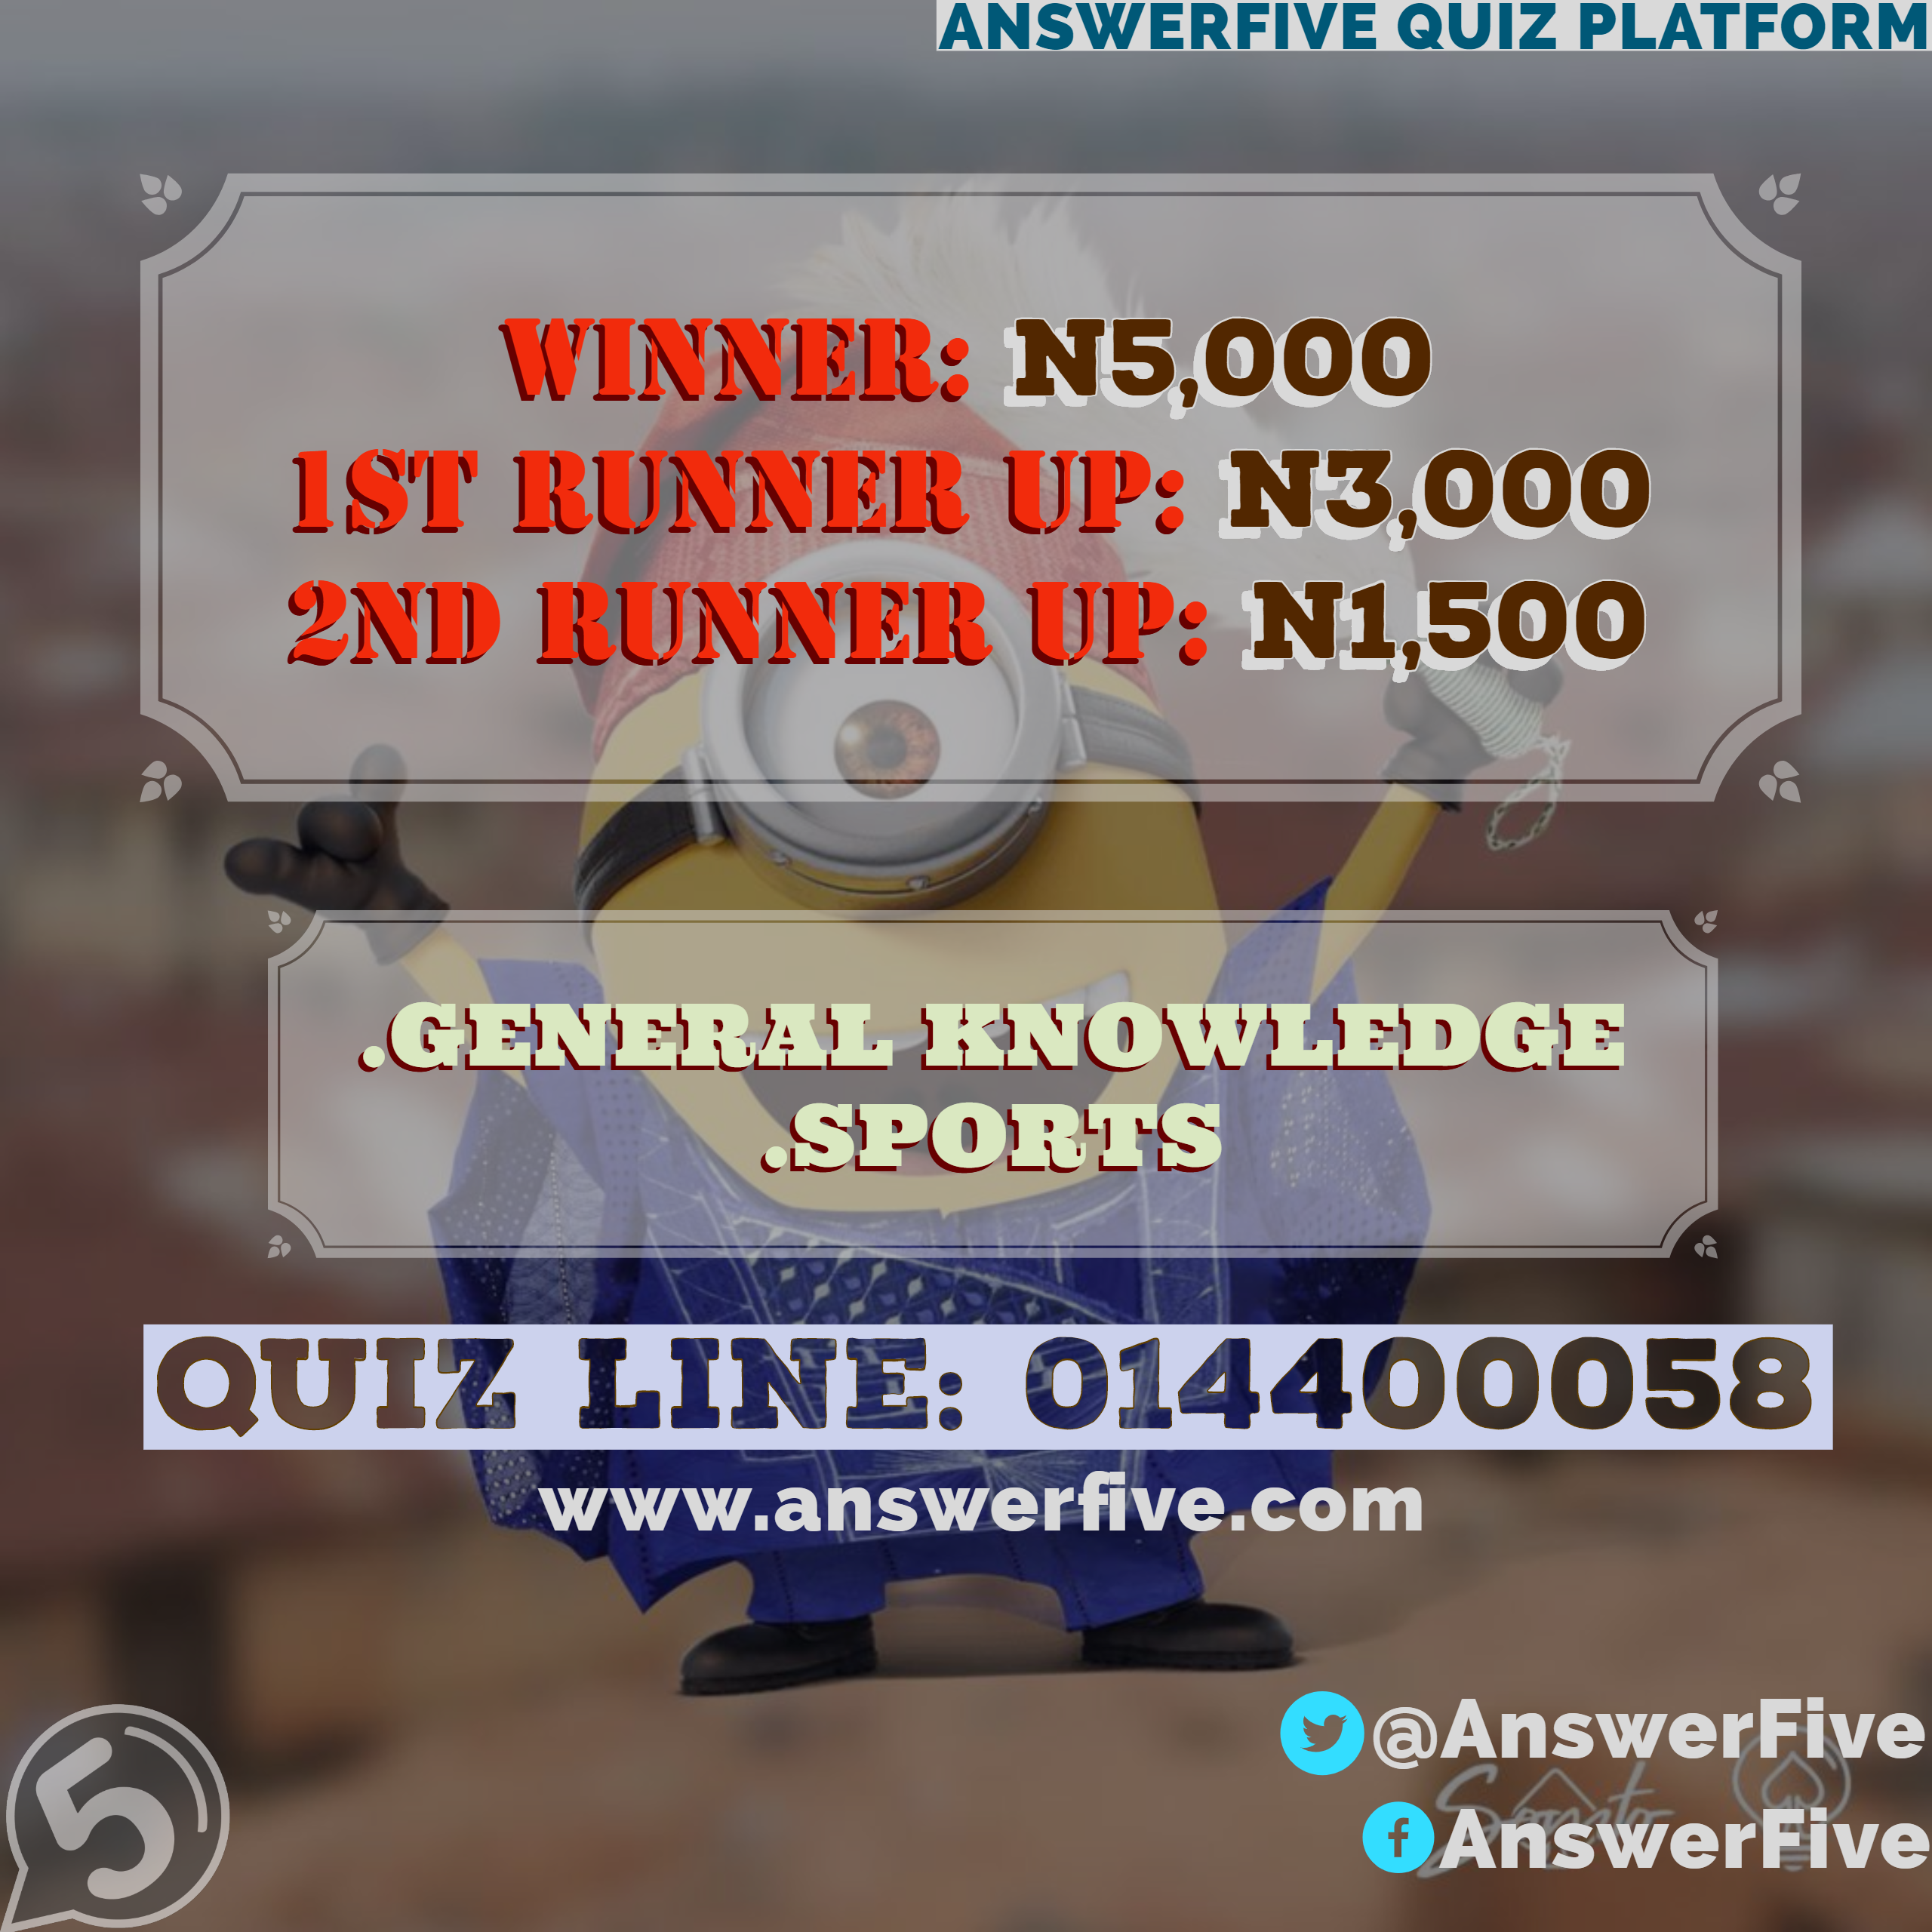 ANSWERFIVE QUIZ PLATFORM
WINNER: N5,000
1ST RUNNER UP: N3,000
2ND RUNNER UP: N1,500
.GENERAL KNOWLEDGE
.SPORTS
QUIZ LINE: 014400058
www.answerfive.com
@AnswerFive
AnswerFive
5